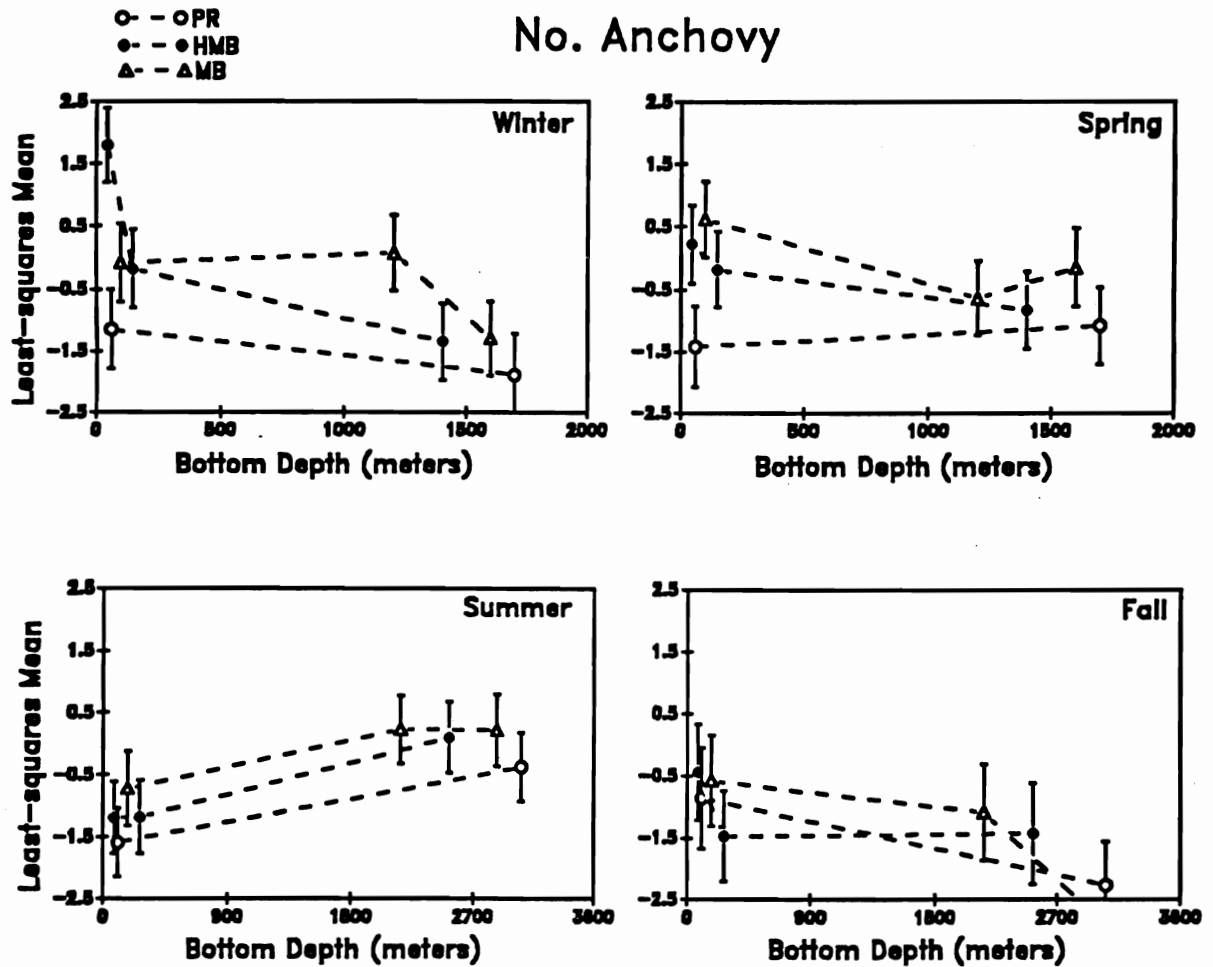 PR
HMB
MB
No. Anchovy
Winter
2.5
1.5
0.5
-0.5
-1.5
-2.5
Least-squares Mean
0 500 1000 1500 2000
Bottom Depth (meters)
Spring
2.5
1.5
0.5
-0.5
-1.5
-2.5
0 500 1000 1500 2000
Bottom Depth (meters)
Summer
2.5
1.5
0.5
-0.5
-1.5
-2.5
Least-squares Mean
0 900 1800 2700 3600
Bottom Depth (meters)
Fall
2.5
1.5
0.5
-0.5
-1.5
-2.5
0 900 1800 2700 3600
Bottom Depth (meters)